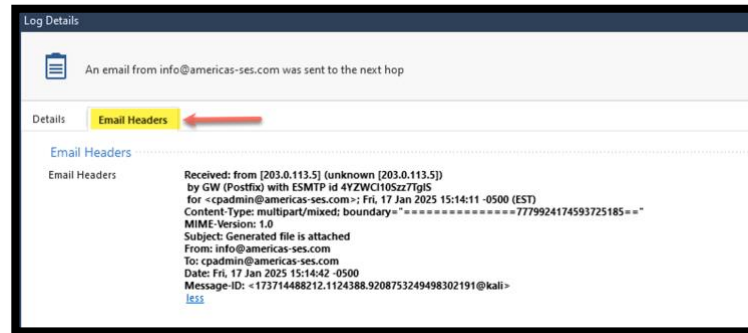 Log Details
An email from info@americas-ses.com was sent to the next hop
Details Email Headers
Email Headers
Email Headers Received: from [203.0.113.5] (unknown [203.0.113.5])
by GW (Postfix) with ESMTP id 4YZWCl10Szz7TglS
for <cpadmin@americas-ses.com>; Fri, 17 Jan 2025 15:14:11 -0500 (EST)
Content-Type: multipart/mixed; boundary="===============7779924174593725185=="
MIME-Version: 1.0
Subject: Generated file is attached
From: info@americas-ses.com
To: cpadmin@americas-ses.com
Date: Fri, 17 Jan 2025 15:14:42 -0500
Message-ID: <173714488212.1124388.9208753249498302191@kali>
less